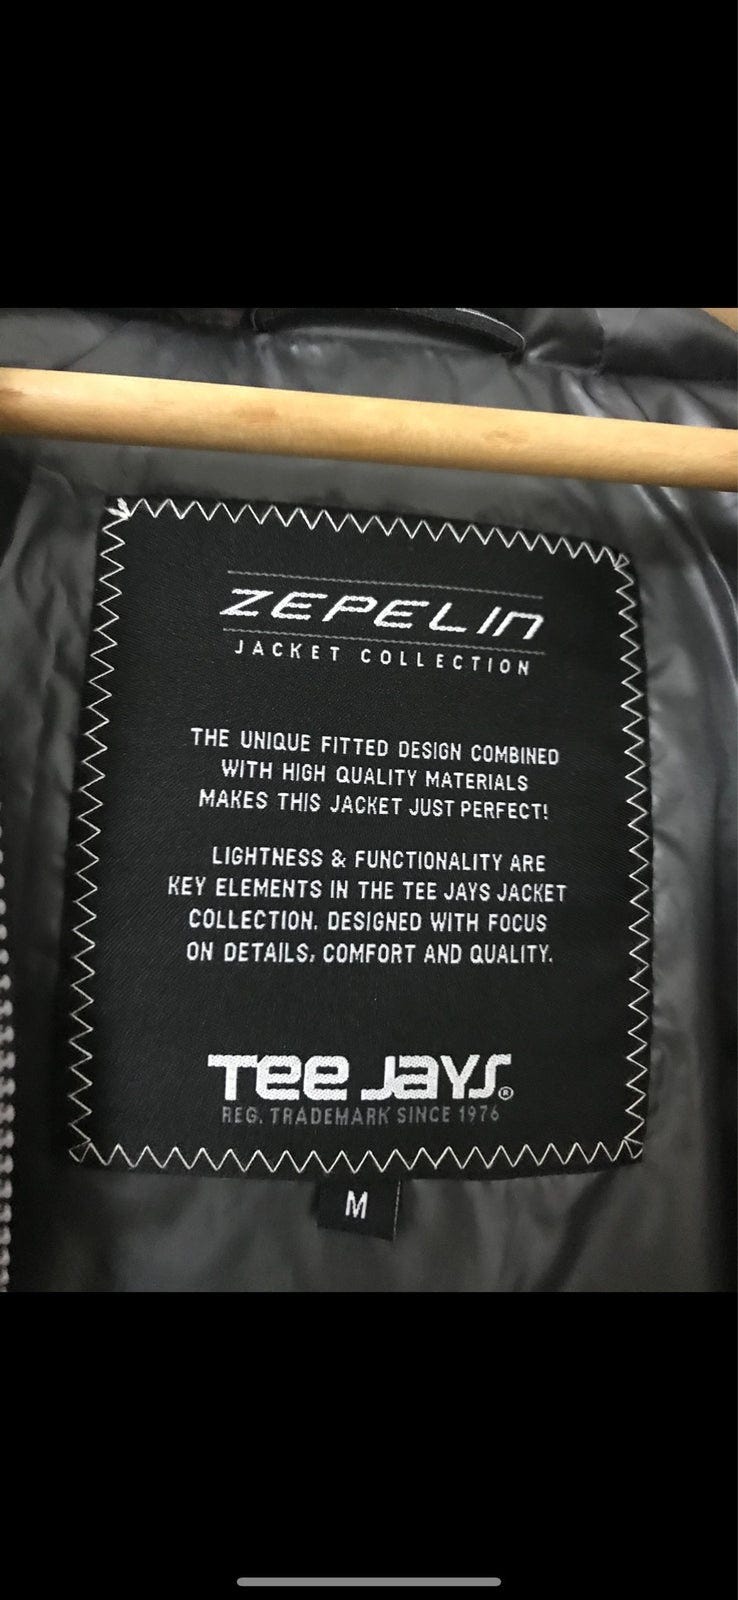 ZEPELIN
JACKET COLLECTION
THE UNIQUE FITTED DESIGN COMBINED
WITH HIGH QUALITY MATERIALS
MAKES THIS JACKET JUST PERFECT!
LIGHTNESS & FUNCTIONALITY ARE
KEY ELEMENTS IN THE TEE JAYS JACKET
COLLECTION. DESIGNED WITH FOCUS
ON DETAILS, COMFORT AND QUALITY.
TEE JAYS®
REG. TRADEMARK SINCE 1976
M